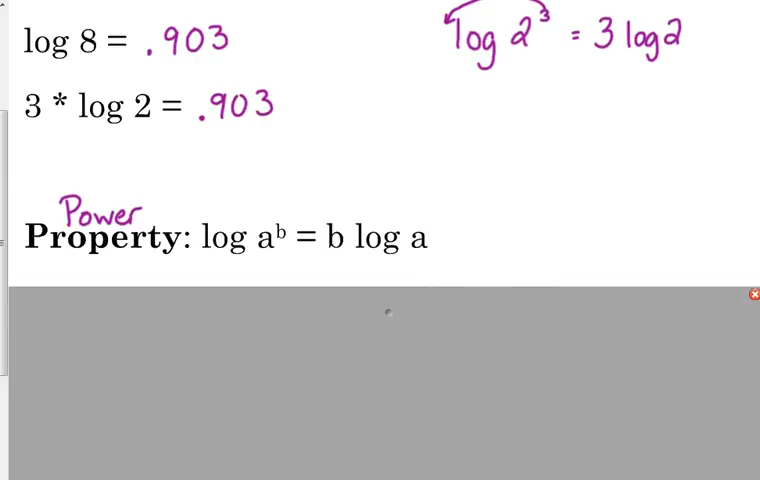 log 8 = .903
log 2³ = 3 log 2
3 * log 2 = .903
Power
Property: log aᵇ = b log a